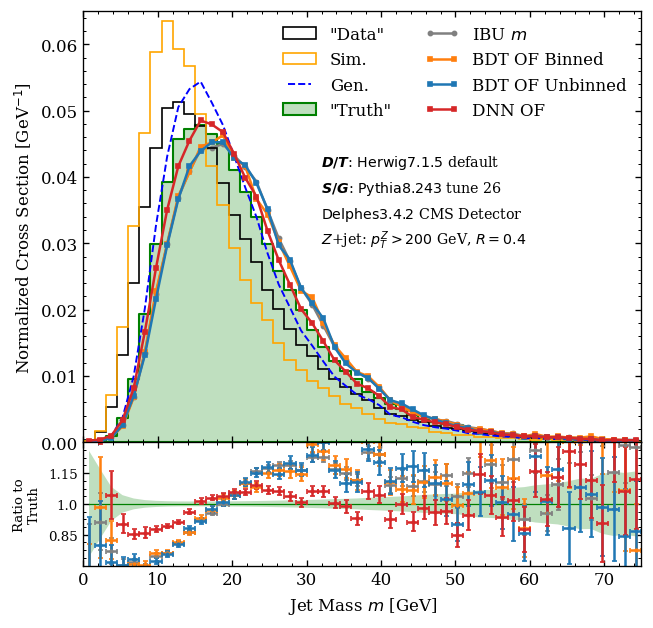 "Data"
Sim.
Gen.
"Truth"
IBU m
BDT OF Binned
BDT OF Unbinned
DNN OF
D/T: Herwig7.1.5 default
S/G: Pythia8.243 tune 26
Delphes3.4.2 CMS Detector
Z+jet: p_T^Z > 200 GeV, R = 0.4
Normalized Cross Section [GeV⁻¹]
0.06
0.05
0.04
0.03
0.02
0.01
0.00
Ratio to
Truth
1.15
1.0
0.85
0 10 20 30 40 50 60 70
Jet Mass m [GeV]